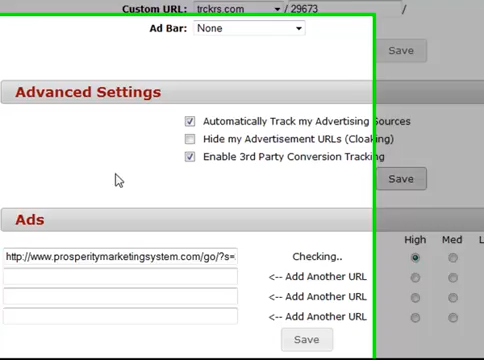 Custom URL: trckrs.com / 29673 /
Ad Bar: None
Save
Advanced Settings
Automatically Track my Advertising Sources
Hide my Advertisement URLs (Cloaking)
Enable 3rd Party Conversion Tracking
Save
Ads
High Med L
http://www.prosperitymarketingsystem.com/go/?s=. Checking..
<-- Add Another URL
<-- Add Another URL
<-- Add Another URL
Save